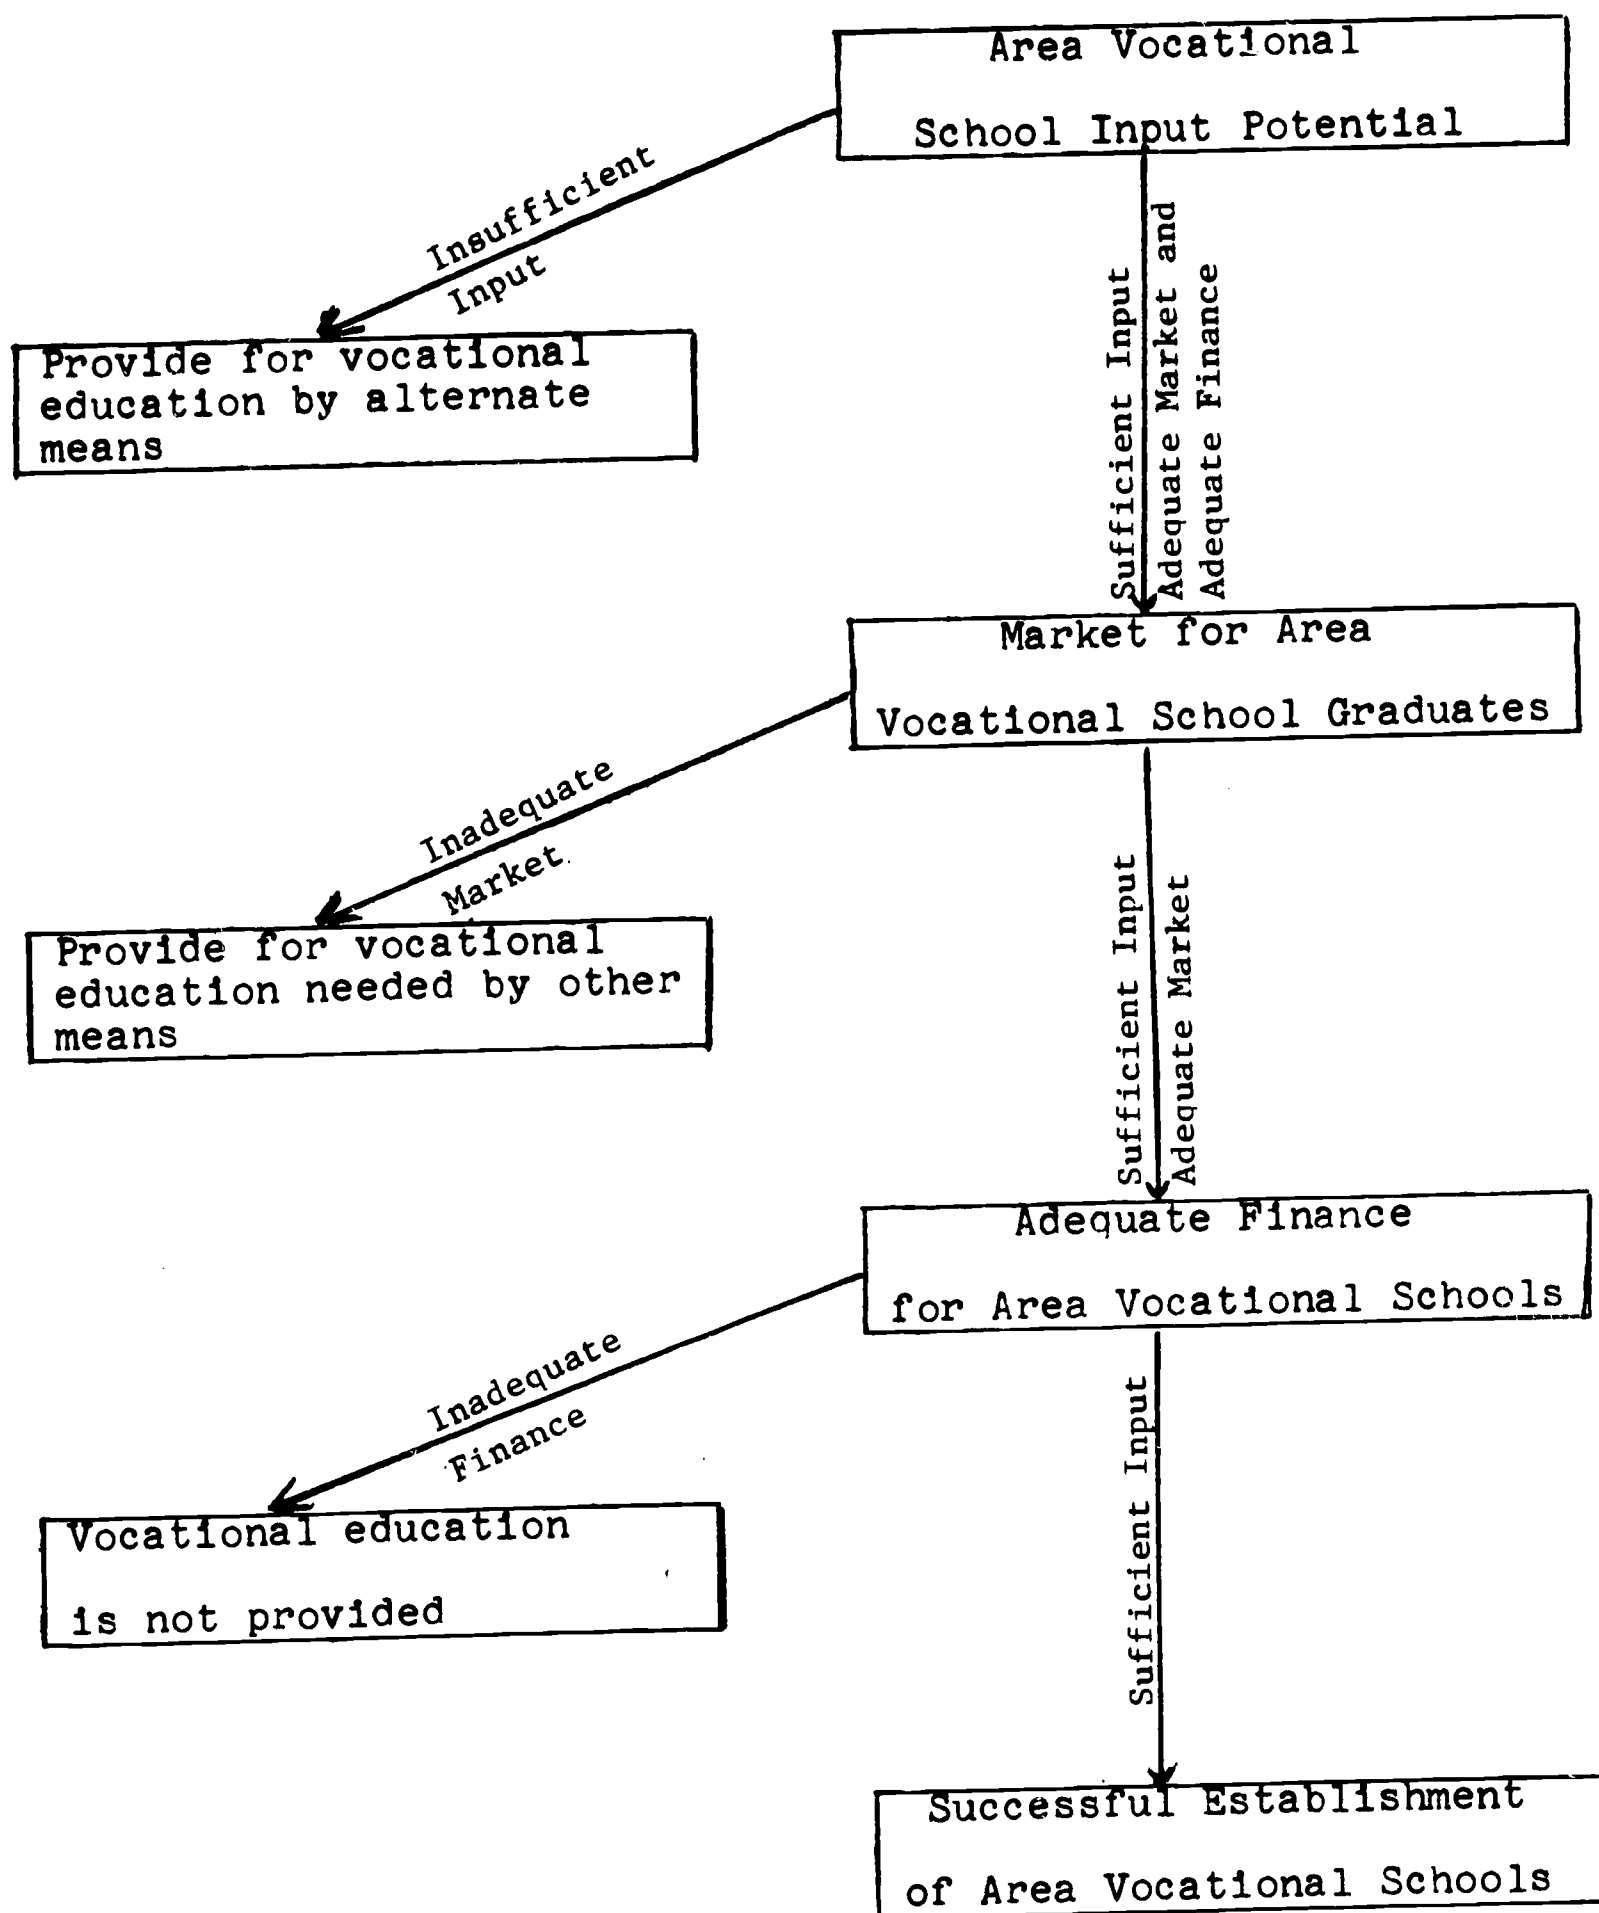 Area Vocational
School Input Potential
Insufficient
Input
Sufficient Input
Adequate Market and
Adequate Finance
Provide for vocational
education by alternate
means
Market for Area
Vocational School Graduates
Inadequate
Market
Sufficient Input
Adequate Market
Provide for vocational
education needed by other
means
Adequate Finance
for Area Vocational Schools
Inadequate
Finance
Sufficient Input
Vocational education
is not provided
Successful Establishment
of Area Vocational Schools